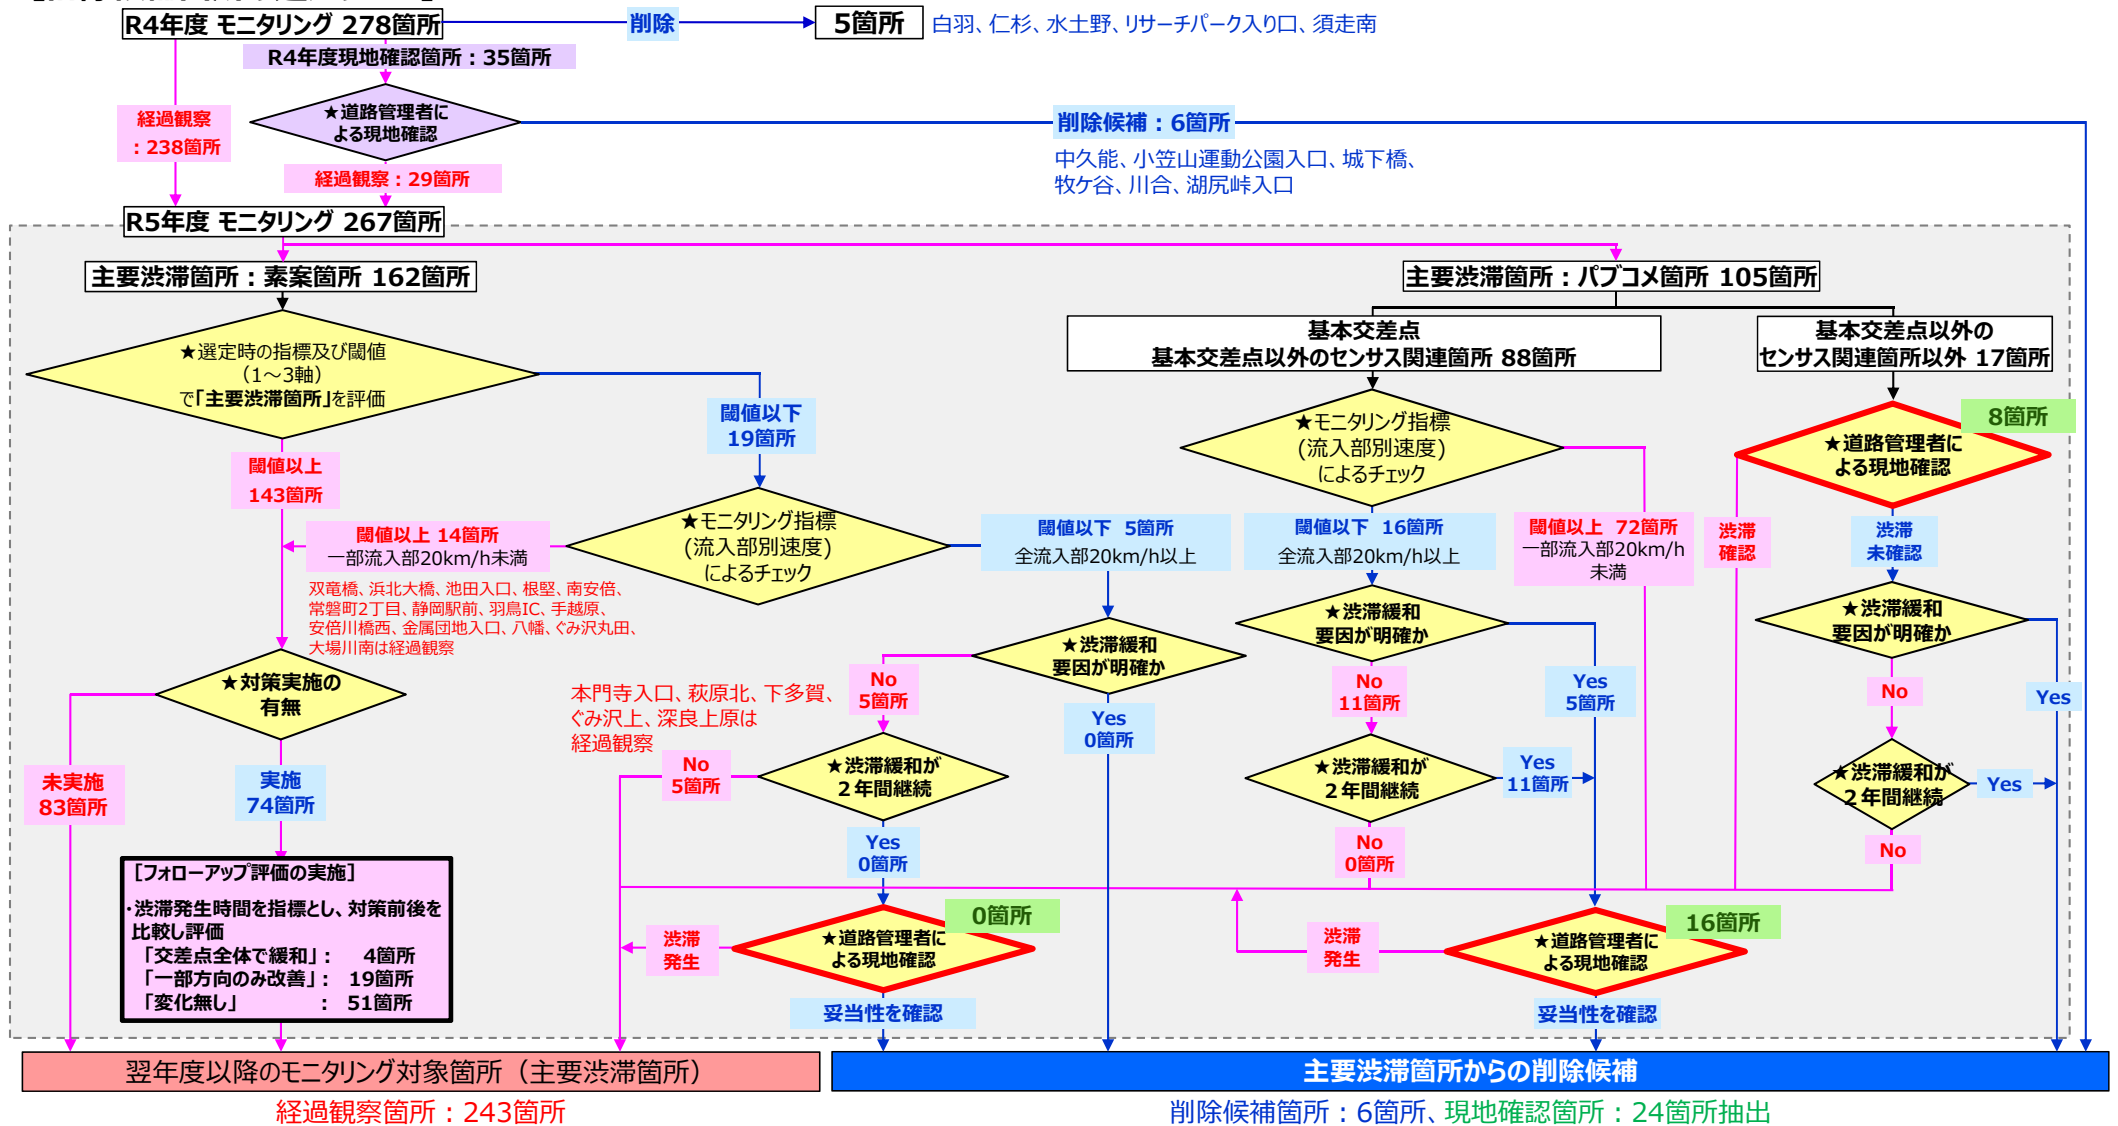 R4年度 モニタリング 278箇所
削除
5箇所
白羽、仁杉、水土野、リサーチパーク入り口、須走南
R4年度現地確認箇所：35箇所
経過観察
：238箇所
★道路管理者に
よる現地確認
削除候補：6箇所
中久能、小笠山運動公園入口、城下橋、
牧ケ谷、川合、湖尻峠入口
経過観察：29箇所
R5年度 モニタリング 267箇所
主要渋滞箇所：素案箇所 162箇所
主要渋滞箇所：パブコメ箇所 105箇所
★選定時の指標及び閾値
（1～3軸）
で「主要渋滞箇所」を評価
基本交差点
基本交差点以外のセンサス関連箇所 88箇所
基本交差点以外の
センサス関連箇所以外 17箇所
閾値以下
19箇所
★モニタリング指標
(流入部別速度)
によるチェック
8箇所
★道路管理者に
よる現地確認
閾値以上
143箇所
閾値以上 14箇所
一部流入部20km/h未満
★モニタリング指標
(流入部別速度)
によるチェック
閾値以下 5箇所
全流入部20km/h以上
閾値以下 16箇所
全流入部20km/h以上
閾値以上 72箇所
一部流入部20km/h
未満
渋滞
確認
渋滞
未確認
双竜橋、浜北大橋、池田入口、根堅、南安倍、
常磐町2丁目、静岡駅前、羽鳥IC、手越原、
安倍川橋西、金属団地入口、八幡、ぐみ沢丸田、
大場川南は経過観察
★渋滞緩和
要因が明確か
★渋滞緩和
要因が明確か
★渋滞緩和
要因が明確か
★対策実施の
有無
本門寺入口、萩原北、下多賀、
ぐみ沢上、深良上原は
経過観察
No
5箇所
Yes
0箇所
No
11箇所
Yes
5箇所
No
Yes
未実施
83箇所
実施
74箇所
No
5箇所
★渋滞緩和が
２年間継続
★渋滞緩和が
２年間継続
Yes
11箇所
★渋滞緩和が
２年間継続
Yes
Yes
0箇所
No
0箇所
No
［フォローアップ評価の実施］
・渋滞発生時間を指標とし、対策前後を
比較し評価
「交差点全体で緩和」： 4箇所
「一部方向のみ改善」： 19箇所
「変化無し」 ： 51箇所
渋滞
発生
0箇所
★道路管理者に
よる現地確認
渋滞
発生
16箇所
★道路管理者に
よる現地確認
妥当性を確認
妥当性を確認
翌年度以降のモニタリング対象箇所（主要渋滞箇所）
主要渋滞箇所からの削除候補
経過観察箇所：243箇所
削除候補箇所：6箇所、現地確認箇所：24箇所抽出